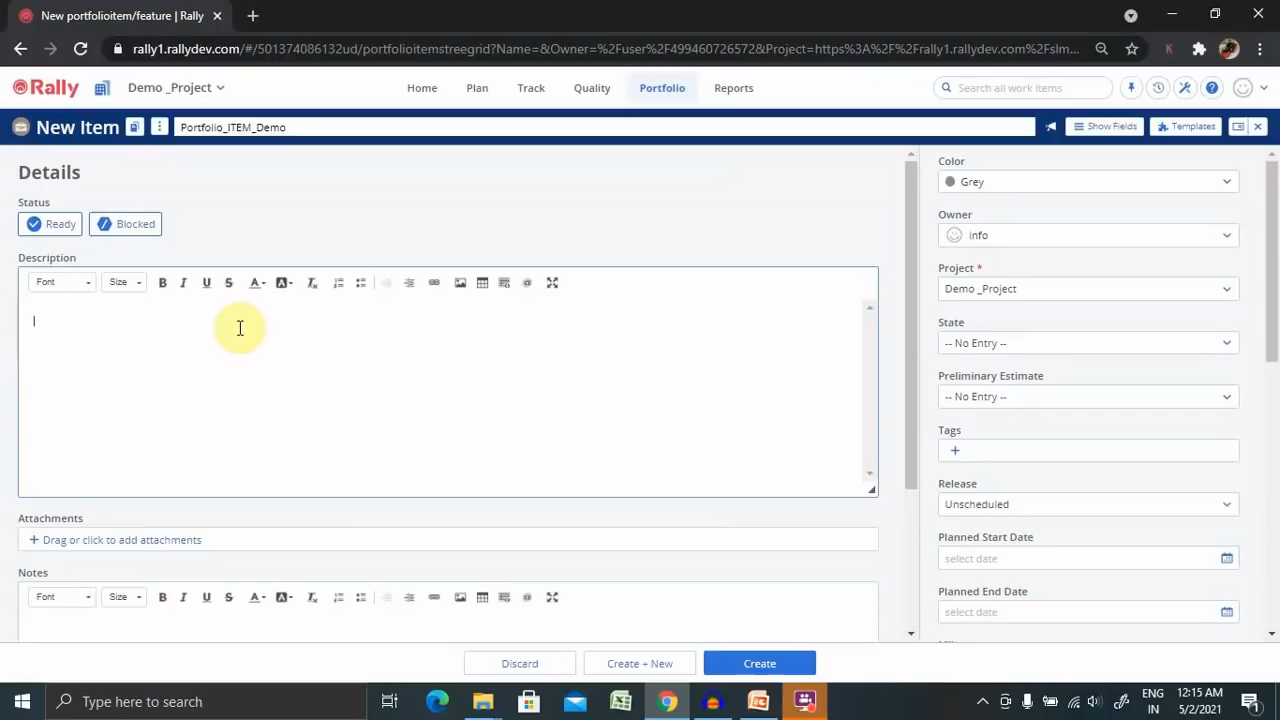 New portfolioitem/feature | Rally
rally1.rallydev.com/#/501374086132ud/portfolioitemstreegrid?Name=&Owner=%2Fuser%2F499460726572&Project=https%3A%2F%2Frally1.rallydev.com%2Fslm...
K
Rally
Demo _Project
Home
Plan
Track
Quality
Portfolio
Reports
Search all work items
New Item
Portfolio_ITEM_Demo
Show Fields
Templates
Details
Status
Ready
Blocked
Description
Font
Size
B I U S A A
Attachments
+ Drag or click to add attachments
Notes
Font
Size
B I U S A A
Color
Grey
Owner
info
Project *
Demo _Project
State
-- No Entry --
Preliminary Estimate
-- No Entry --
Tags
+
Release
Unscheduled
Planned Start Date
select date
Planned End Date
select date
Discard
Create + New
Create
Type here to search
ENG
IN
12:15 AM
5/2/2021
1